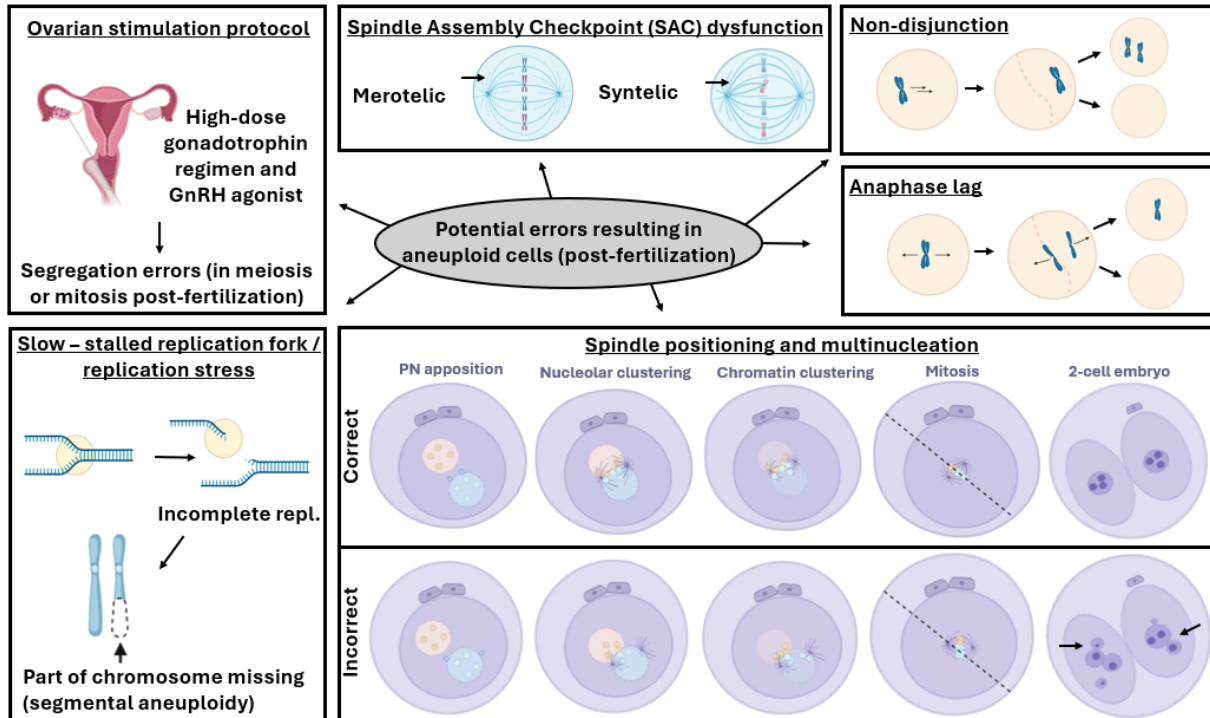 Ovarian stimulation protocol
High-dose
gonadotrophin
regimen and
GnRH agonist
Segregation errors (in meiosis
or mitosis post-fertilization)
Spindle Assembly Checkpoint (SAC) dysfunction
Merotelic
Syntelic
Non-disjunction
Anaphase lag
Potential errors resulting in
aneuploid cells (post-fertilization)
Slow – stalled replication fork /
replication stress
Incomplete repl.
Part of chromosome missing
(segmental aneuploidy)
Spindle positioning and multinucleation
PN apposition
Nucleolar clustering
Chromatin clustering
Mitosis
2-cell embryo
Correct
Incorrect